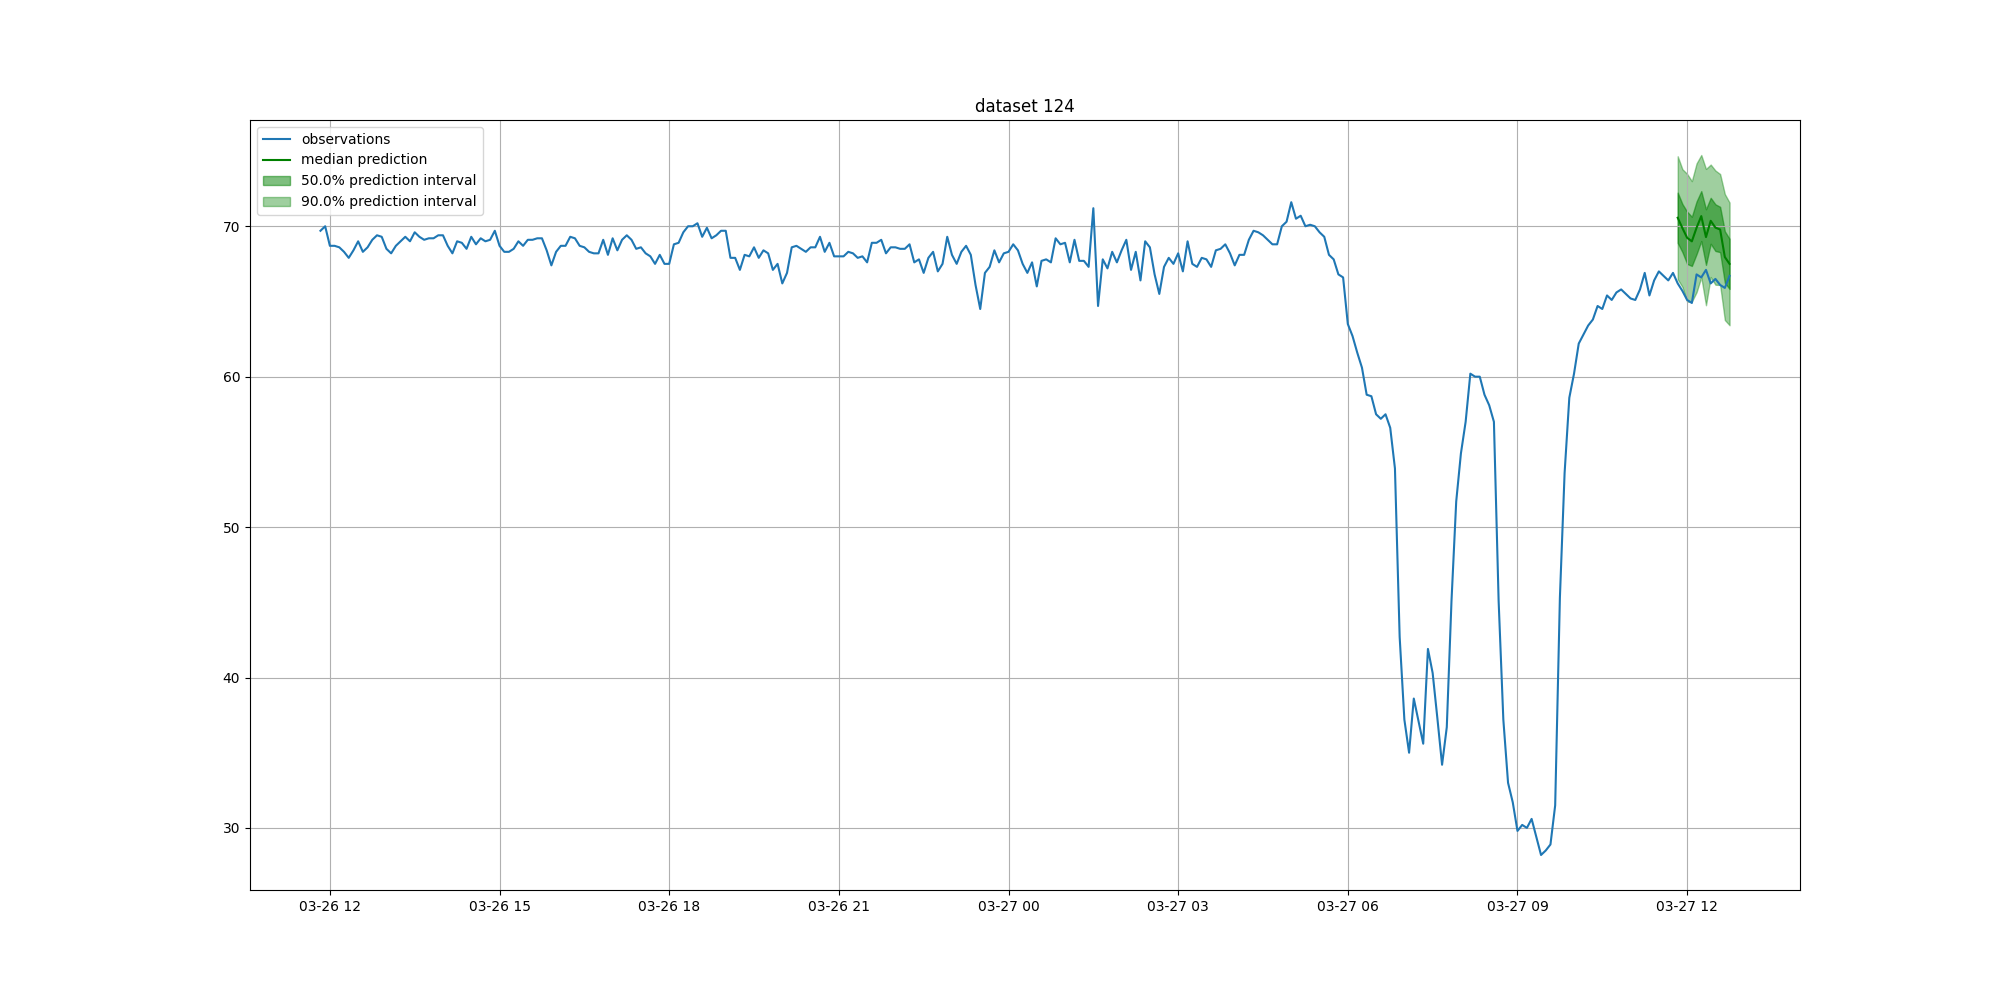 dataset 124
observations
median prediction
50.0% prediction interval
90.0% prediction interval
70
60
50
40
30
03-26 12
03-26 15
03-26 18
03-26 21
03-27 00
03-27 03
03-27 06
03-27 09
03-27 12